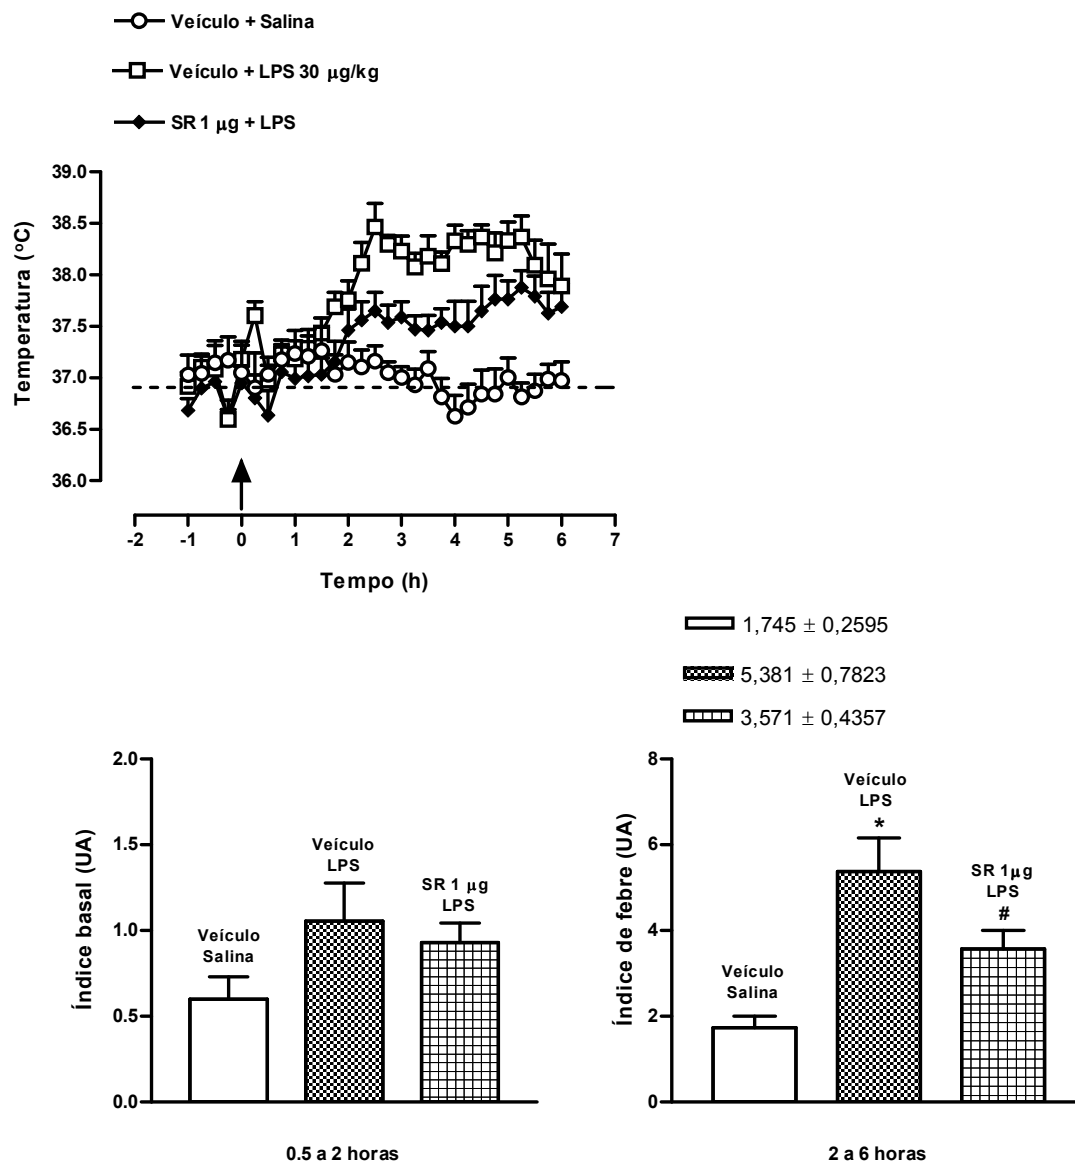 Veículo + Salina
Veículo + LPS 30 μg/kg
SR 1 μg + LPS
39.0
38.5
38.0
37.5
37.0
36.5
36.0
Temperatura (ºC)
-2 -1 0 1 2 3 4 5 6 7
Tempo (h)
1,745 ± 0,2595
5,381 ± 0,7823
3,571 ± 0,4357
2.0
1.5
1.0
0.5
0.0
Índice basal (UA)
Veículo
Salina
Veículo
LPS
SR 1 μg
LPS
0.5 a 2 horas
8
6
4
2
0
Índice de febre (UA)
Veículo
Salina
Veículo
LPS
*
SR 1μg
LPS
#
2 a 6 horas